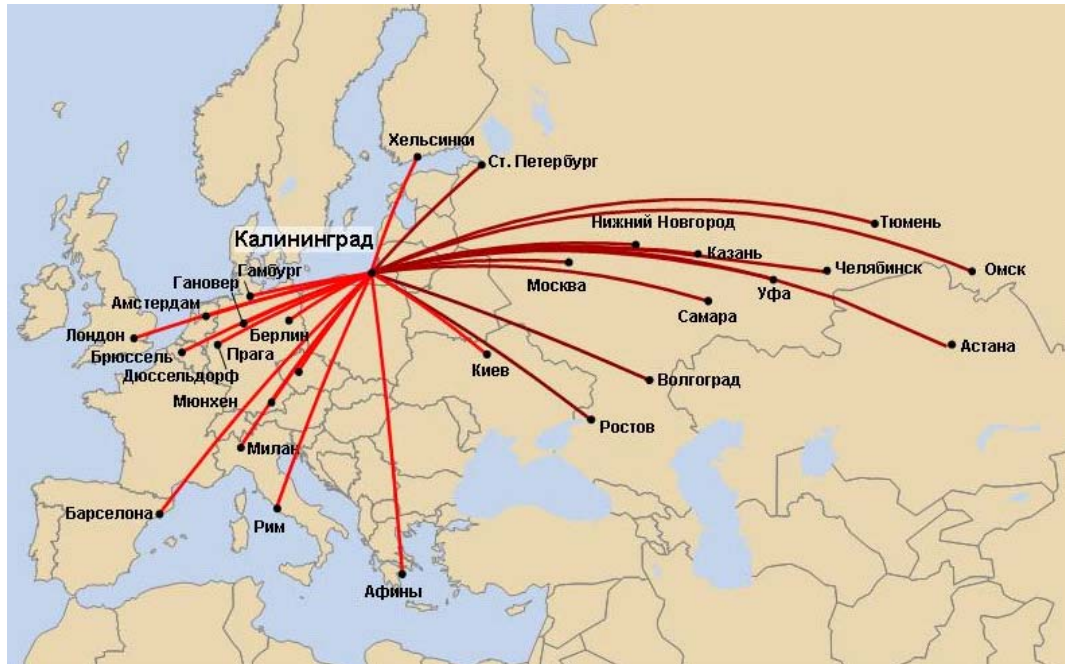 Хельсинки
Ст. Петербург
Тюмень
Нижний Новгород
Калининград
Казань
Гамбург
Челябинск
Омск
Ганновер
Москва
Уфа
Амстердам
Самара
Лондон
Берлин
Астана
Брюссель
Прага
Киев
Дюссельдорф
Волгоград
Мюнхен
Ростов
Милан
Барселона
Рим
Афины